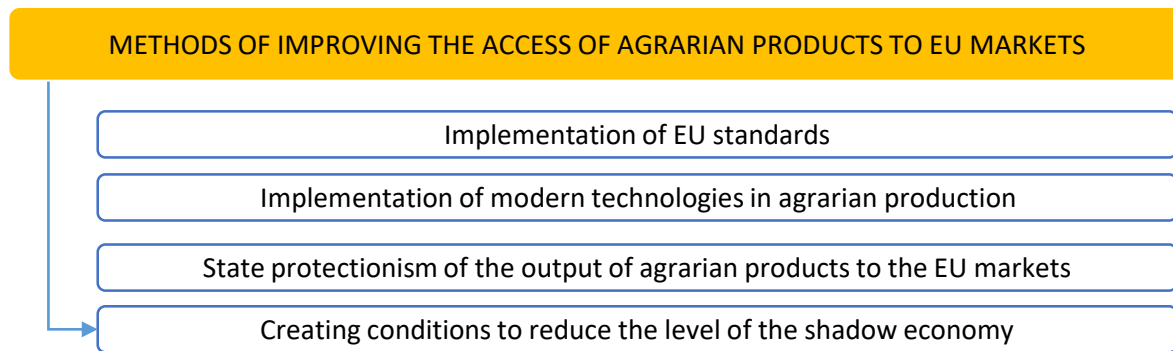 METHODS OF IMPROVING THE ACCESS OF AGRARIAN PRODUCTS TO EU MARKETS
Implementation of EU standards
Implementation of modern technologies in agrarian production
State protectionism of the output of agrarian products to the EU markets
Creating conditions to reduce the level of the shadow economy